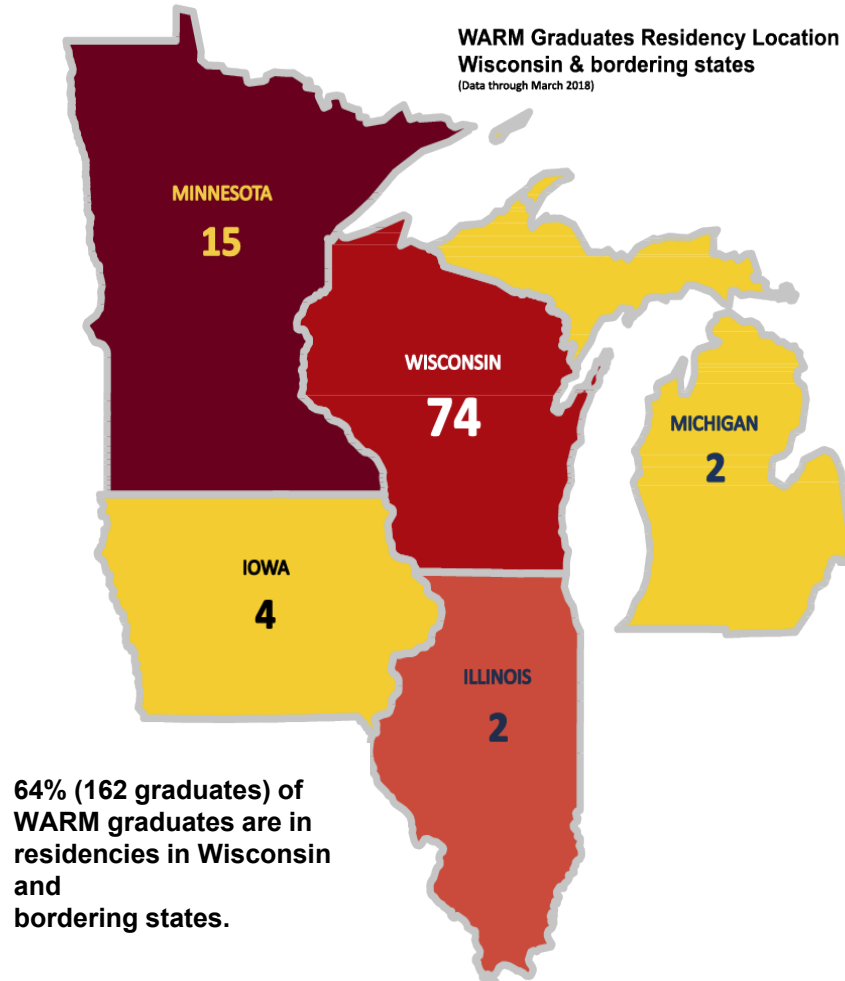 WARM Graduates Residency Location
Wisconsin & bordering states
(Data through March 2018)
MINNESOTA
15
WISCONSIN
74
MICHIGAN
2
IOWA
4
ILLINOIS
2
64% (162 graduates) of
WARM graduates are in
residencies in Wisconsin
and
bordering states.